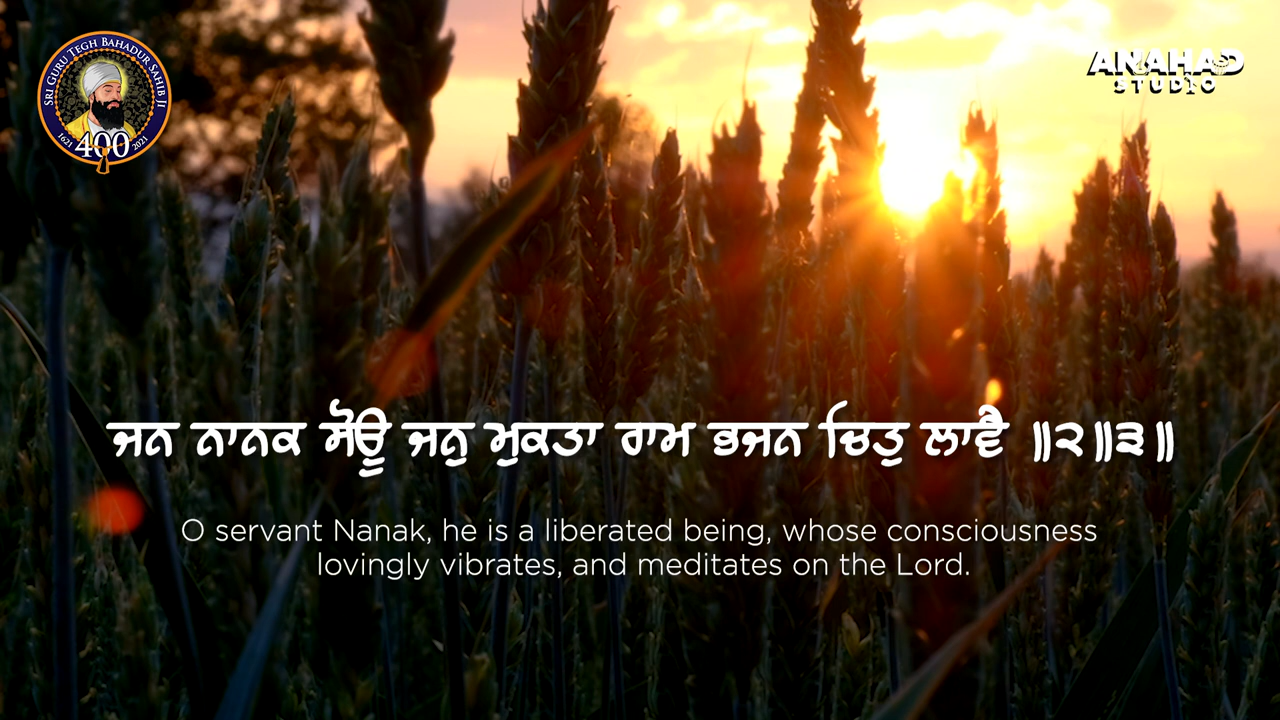 SRI GURU TEGH BAHADUR SAHIB JI
1621 400 2021
ANAHAD
STUDIO
ਜਨ ਨਾਨਕ ਸੋਊ ਜਨੁ ਮੁਕਤਾ ਰਾਮ ਭਜਨ ਚਿਤੁ ਲਾਵੈ ॥੨॥੩॥
O servant Nanak, he is a liberated being, whose consciousness
lovingly vibrates, and meditates on the Lord.